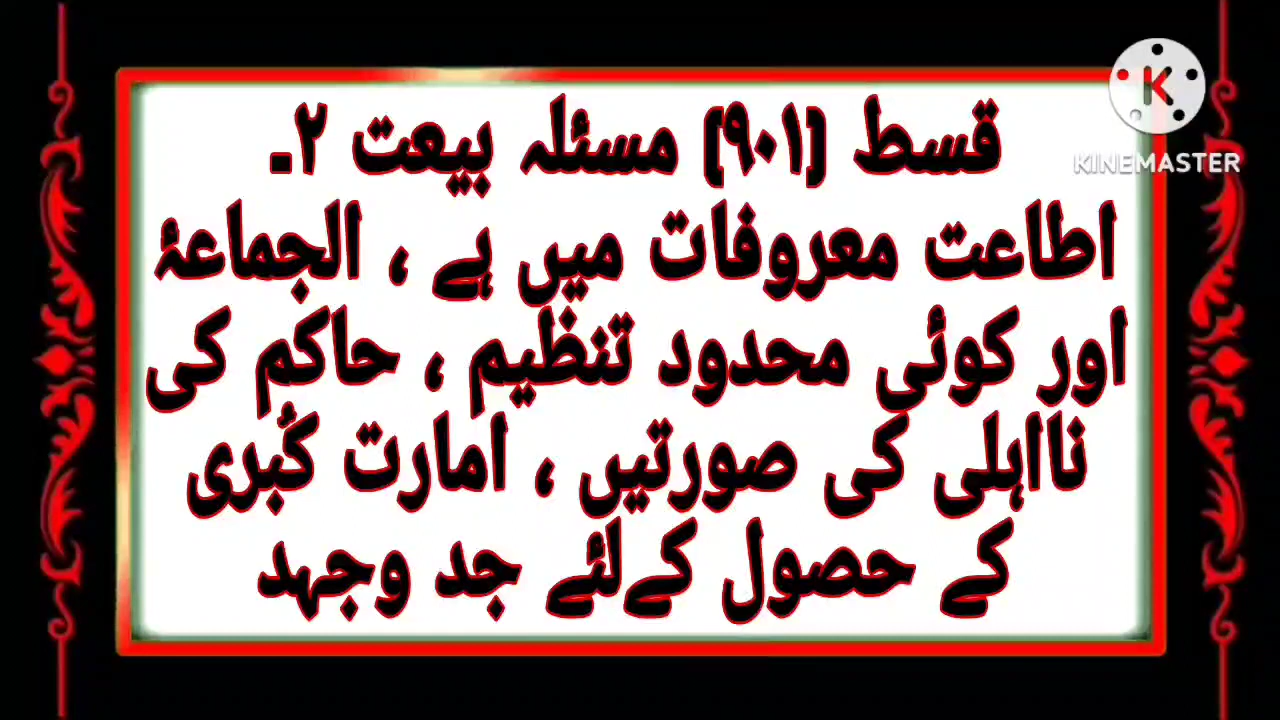 قسط (۹۰۱) مسئلہ بیعت ۲۔
اطاعت معروفات میں ہے ، الجماعۂ
اور کوئی محدود تنظیم ، حاکم کی
نااہلی کی صورتیں ، امارت کُبری
کے حصول کےلئے جد وجہد
K
KINEMASTER